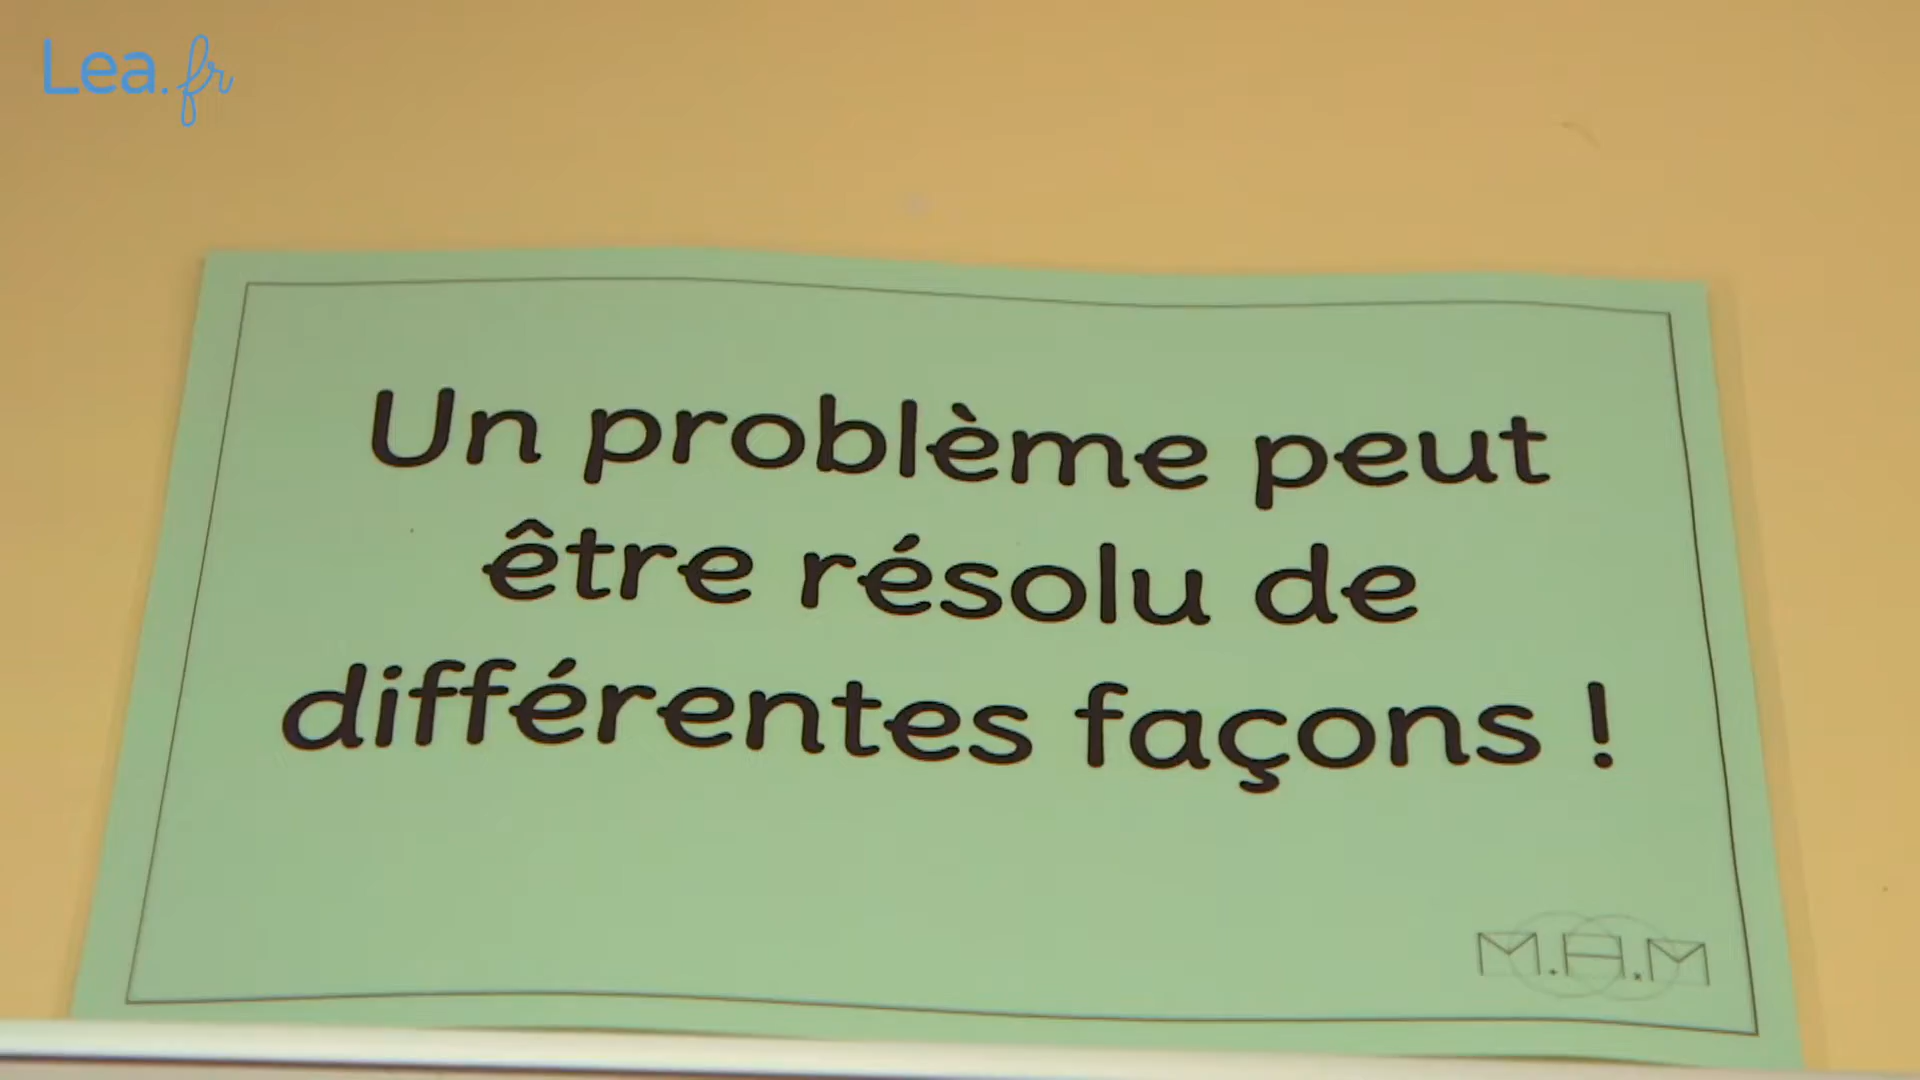 Lea.fr
Un problème peut
être résolu de
différentes façons !
M.A.M